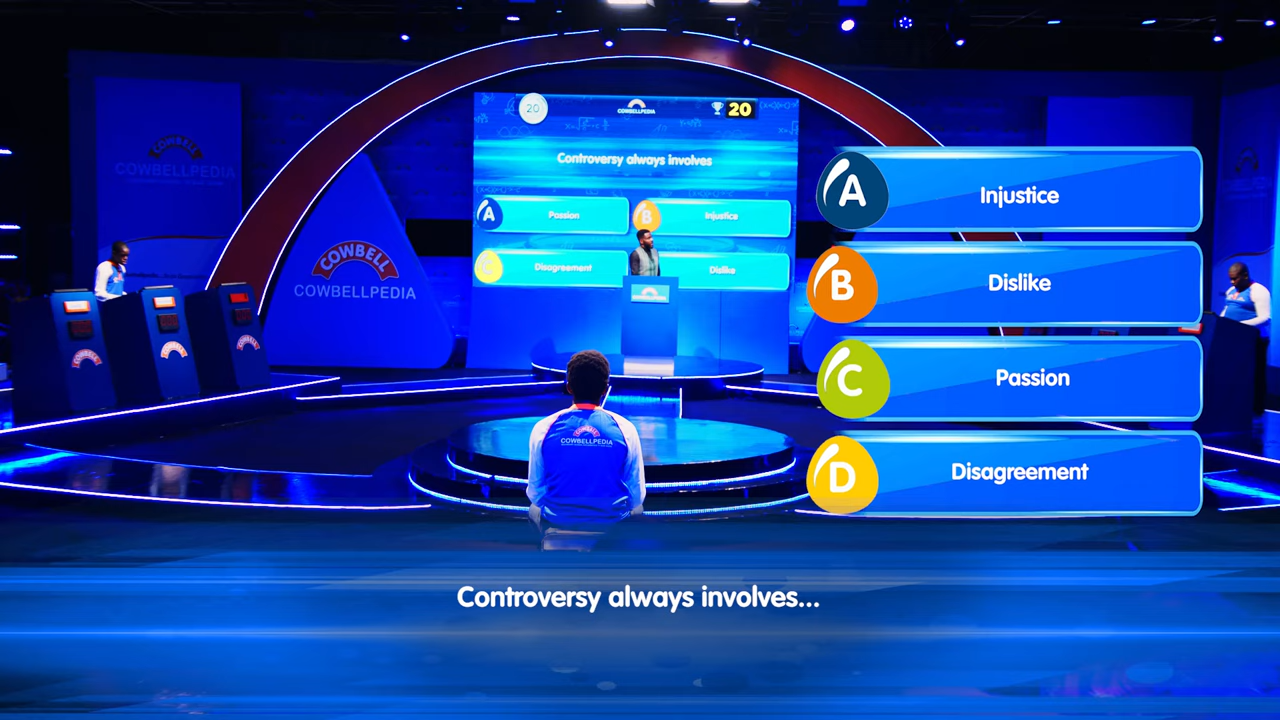 20
COWBELLPEDIA
20
Controversy always involves
A Passion
B Injustice
C Disagreement
Dislike
COWBELL
COWBELLPEDIA
COWBELL
COWBELLPEDIA
COWBELLPEDIA
A Injustice
B Dislike
C Passion
D Disagreement
Controversy always involves...